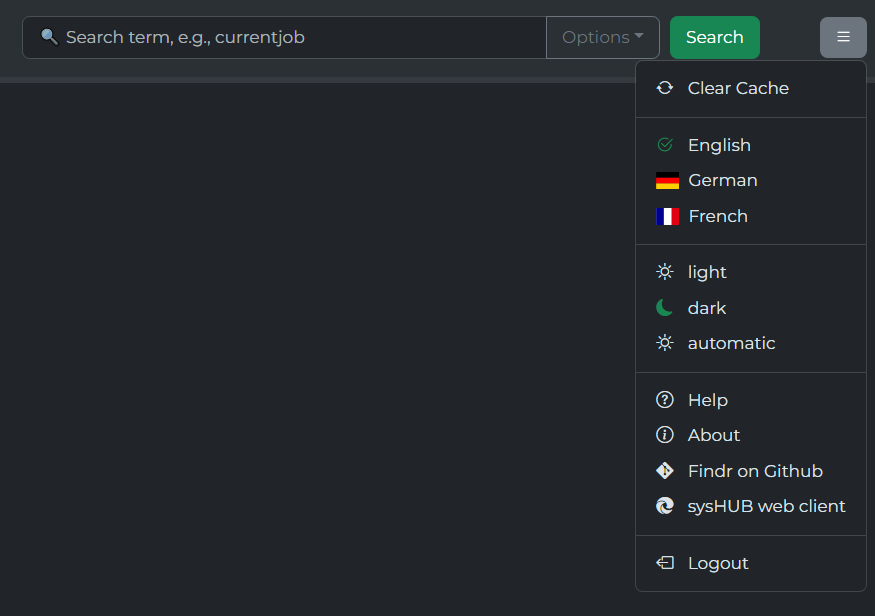 Search term, e.g., currentjob
Options
Search
Clear Cache
English
German
French
light
dark
automatic
Help
About
Findr on Github
sysHUB web client
Logout